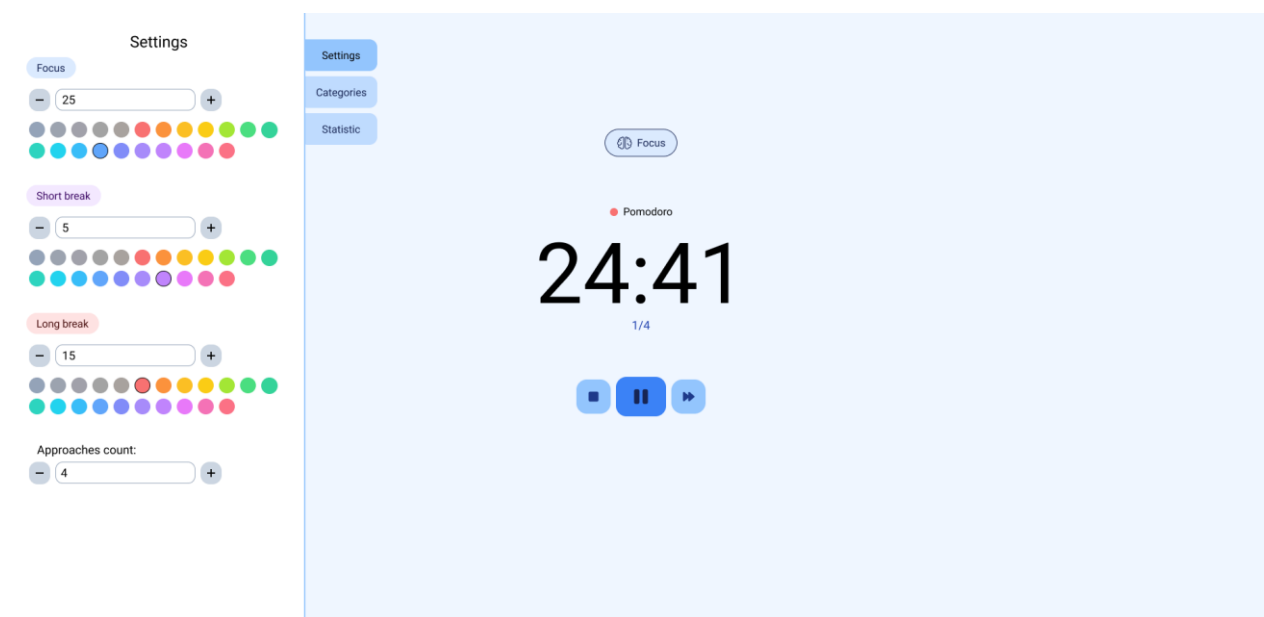 Settings
Focus
− 25 +
Short break
− 5 +
Long break
− 15 +
Approaches count:
− 4 +
Settings
Categories
Statistic
Focus
Pomodoro
24:41
1/4